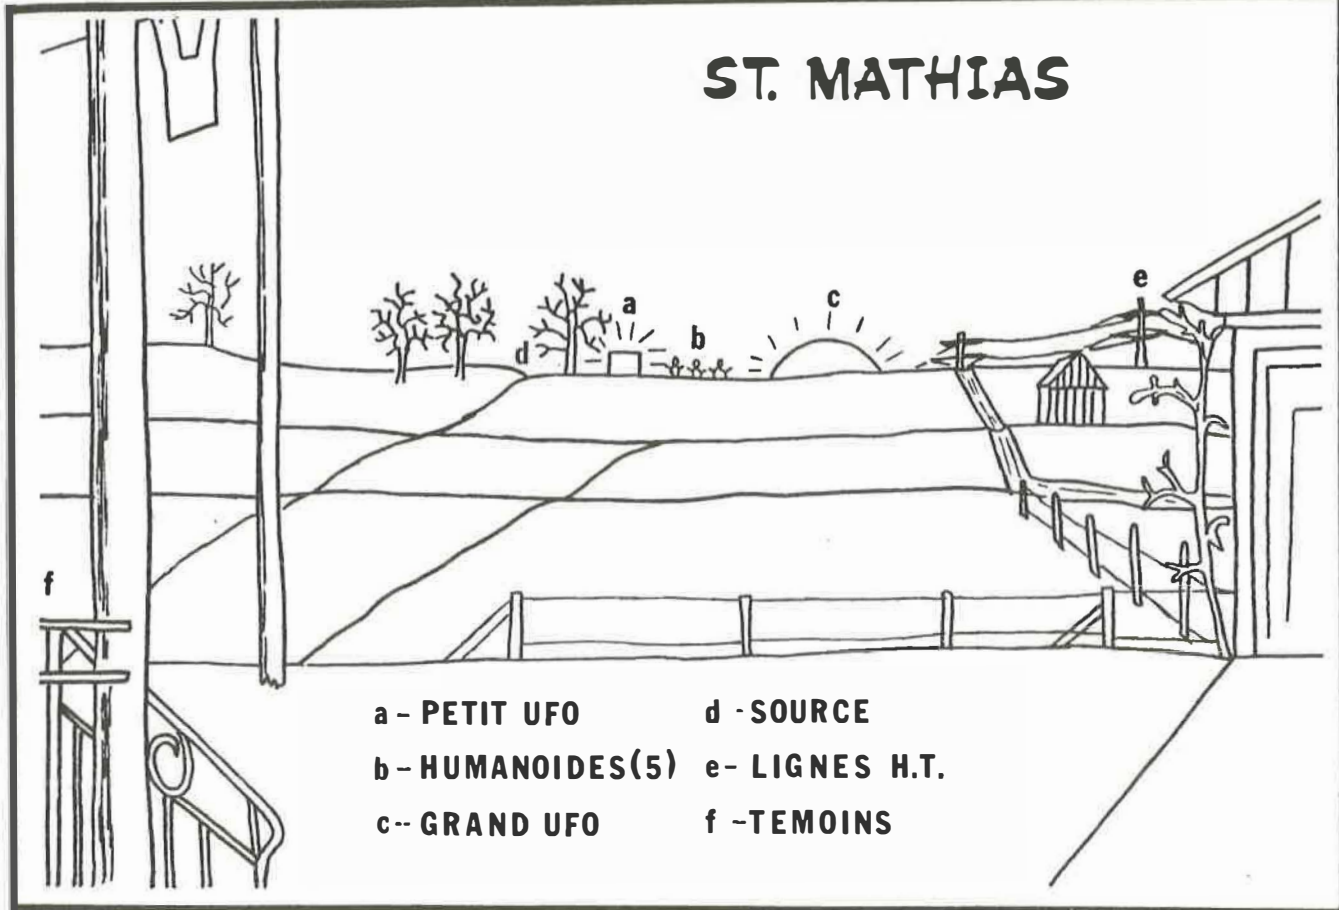 ST. MATHIAS
a
b
c
d
e
f
a - PETIT UFO
b - HUMANOIDES(5)
c -- GRAND UFO
d - SOURCE
e - LIGNES H.T.
f - TEMOINS